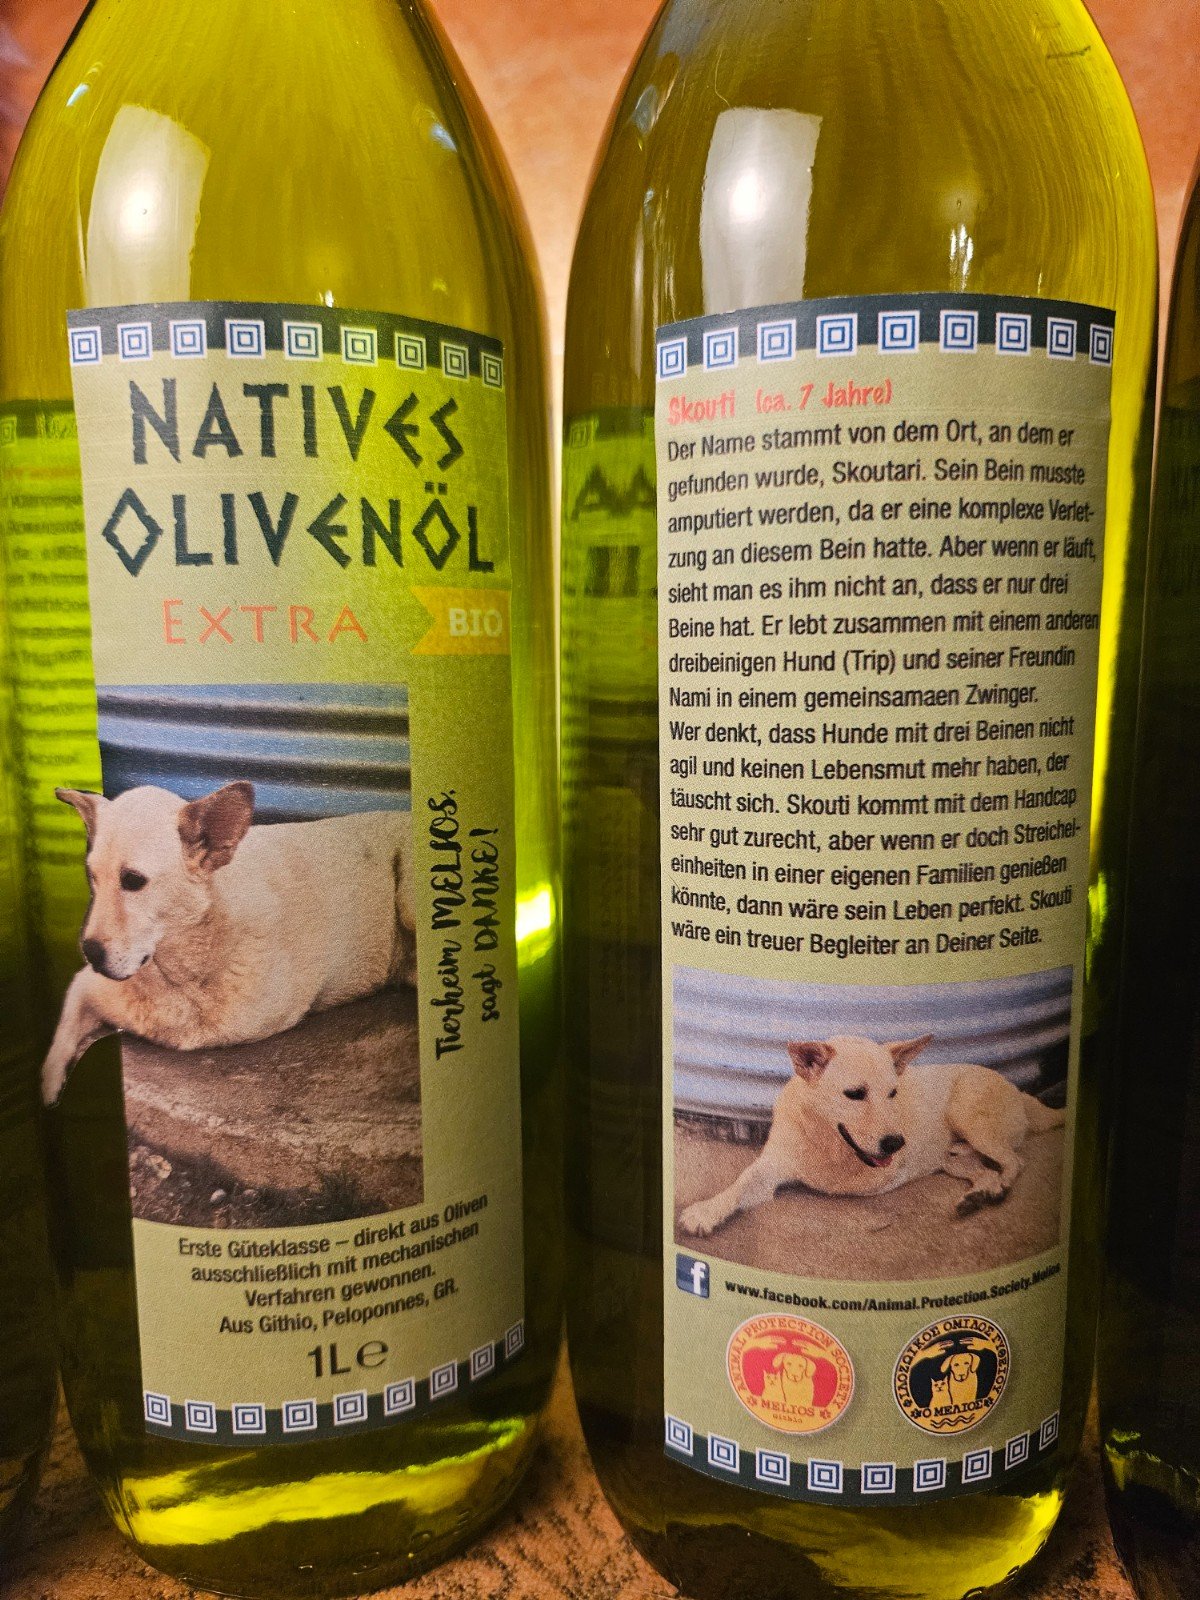 NATIVES
OLIVENÖL
EXTRA
BIO
Tierheim MELIOS.
sagt DANKE!
Erste Güteklasse – direkt aus Oliven
ausschließlich mit mechanischen
Verfahren gewonnen.
Aus Githio, Peloponnes, GR.
1L℮
Skouti (ca. 7 Jahre)
Der Name stammt von dem Ort, an dem er
gefunden wurde, Skoutari. Sein Bein musste
amputiert werden, da er eine komplexe Verlet-
zung an diesem Bein hatte. Aber wenn er läuft,
sieht man es ihm nicht an, dass er nur drei
Beine hat. Er lebt zusammen mit einem anderen
dreibeinigen Hund (Trip) und seiner Freundin
Nami in einem gemeinsamaen Zwinger.
Wer denkt, dass Hunde mit drei Beinen nicht
agil und keinen Lebensmut mehr haben, der
täuscht sich. Skouti kommt mit dem Handcap
sehr gut zurecht, aber wenn er doch Streichel-
einheiten in einer eigenen Familien genießen
könnte, dann wäre sein Leben perfekt. Skouti
wäre ein treuer Begleiter an Deiner Seite.
f www.facebook.com/Animal.Protection.Society.Melios
ANIMAL PROTECTION SOCIETY
MELIOS
Githio
ΦΙΛΟΖΩΙΚΟΣ ΟΜΙΛΟΣ ΓΥΘΕΙΟΥ
Ο ΜΕΛΙΟΣ